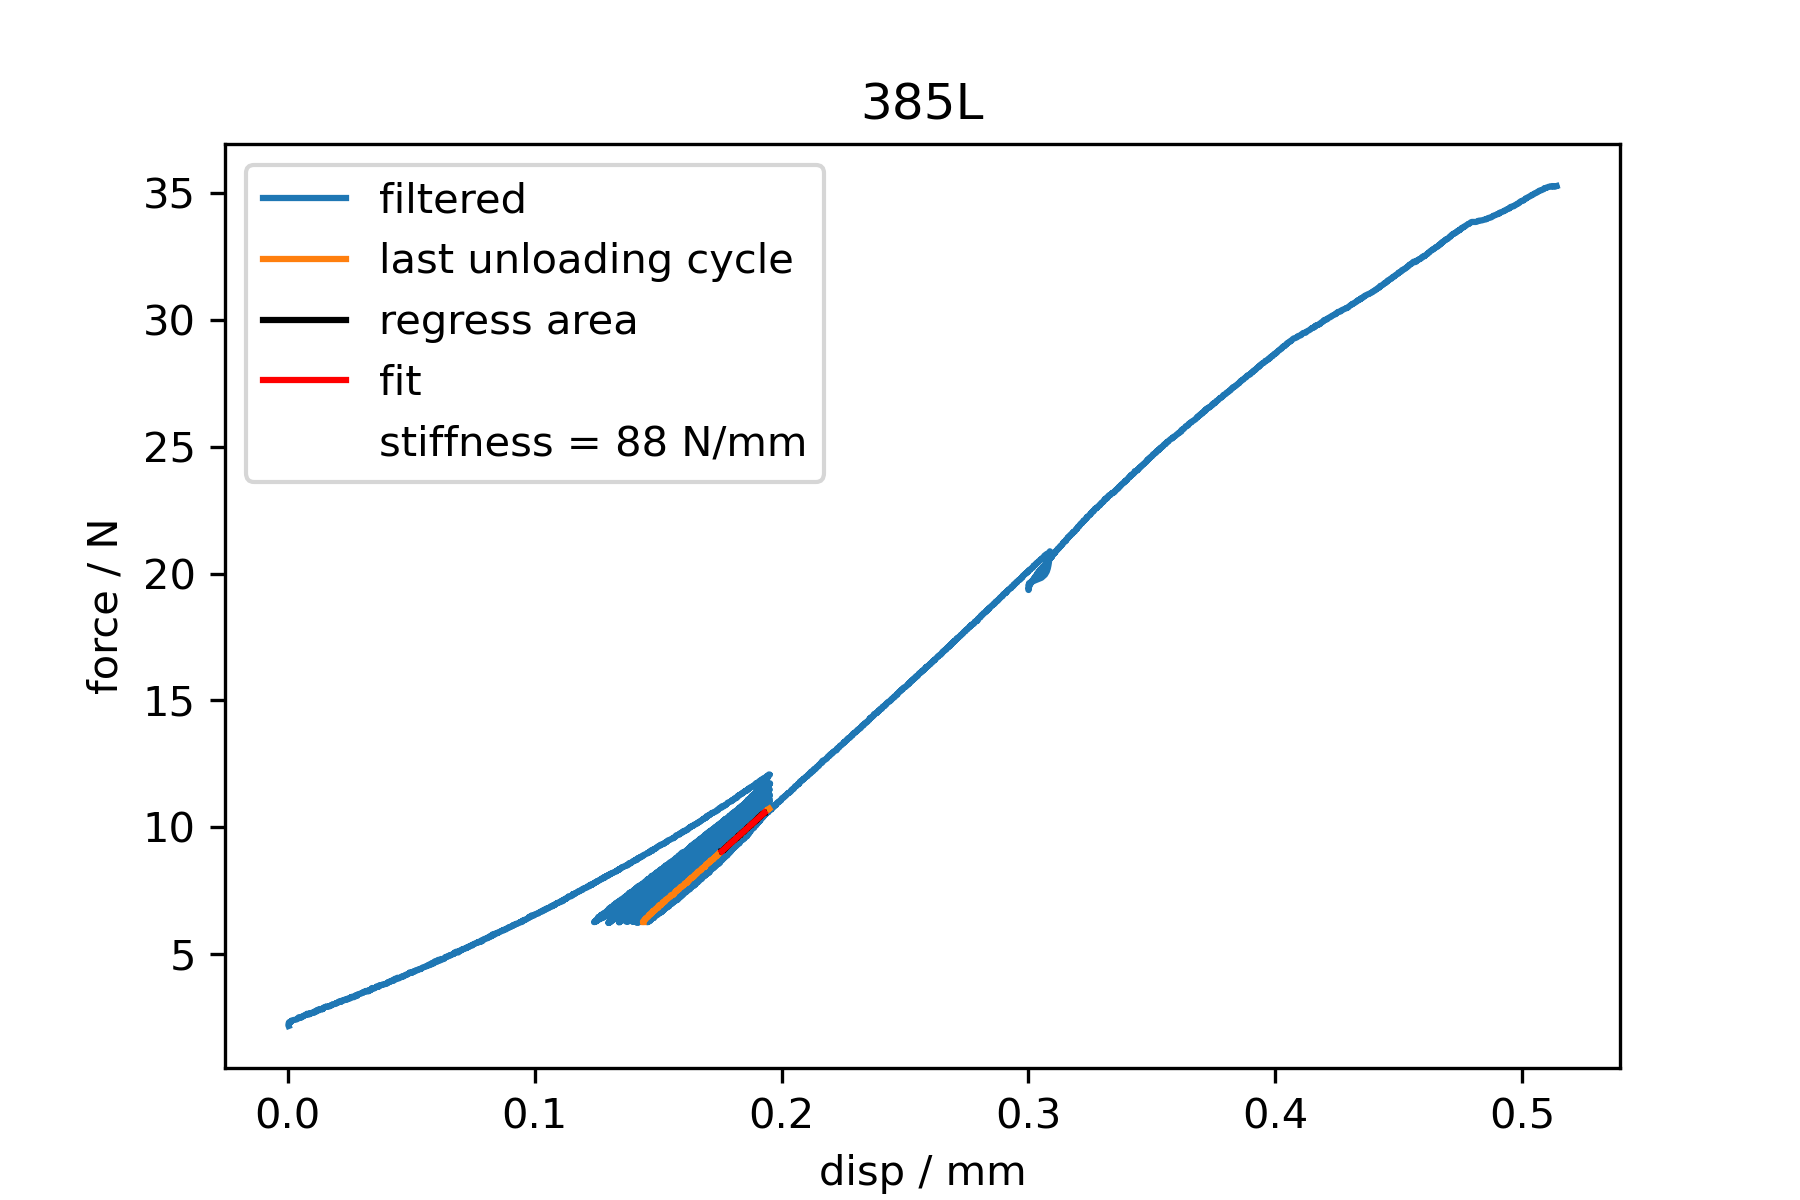 385L
filtered
last unloading cycle
regress area
fit
stiffness = 88 N/mm
35
30
25
20
15
10
5
force / N
0.0 0.1 0.2 0.3 0.4 0.5
disp / mm